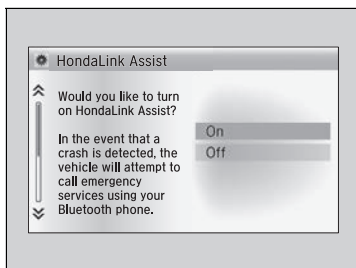 HondaLink Assist
Would you like to turn
on HondaLink Assist?
In the event that a
crash is detected, the
vehicle will attempt to
call emergency
services using your
Bluetooth phone.
On
Off